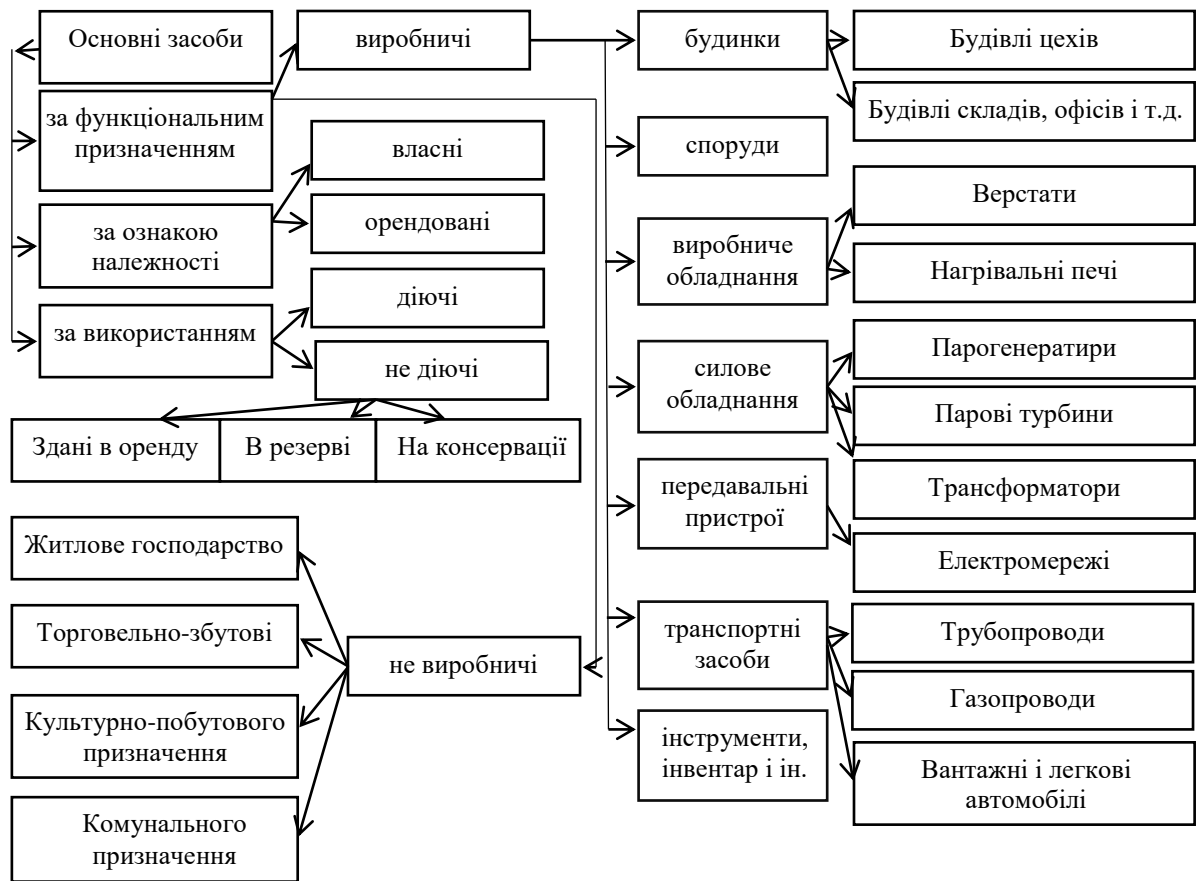 Основні засоби
виробничі
будинки
Будівлі цехів
за функціональним
призначенням
Будівлі складів, офісів і т.д.
власні
споруди
за ознакою
належності
орендовані
виробниче
обладнання
Верстати
Нагрівальні печі
за використанням
діючі
не діючі
силове
обладнання
Парогенератири
Парові турбини
Трансформатори
Здані в оренду
В резерві
На консервації
передавальні
пристрої
Електромережі
Житлове господарство
Торговельно-збутові
не виробничі
транспортні
засоби
Трубопроводи
Газопроводи
Вантажні і легкові
автомобілі
Культурно-побутового
призначення
інструменти,
інвентар і ін.
Комунального
призначення